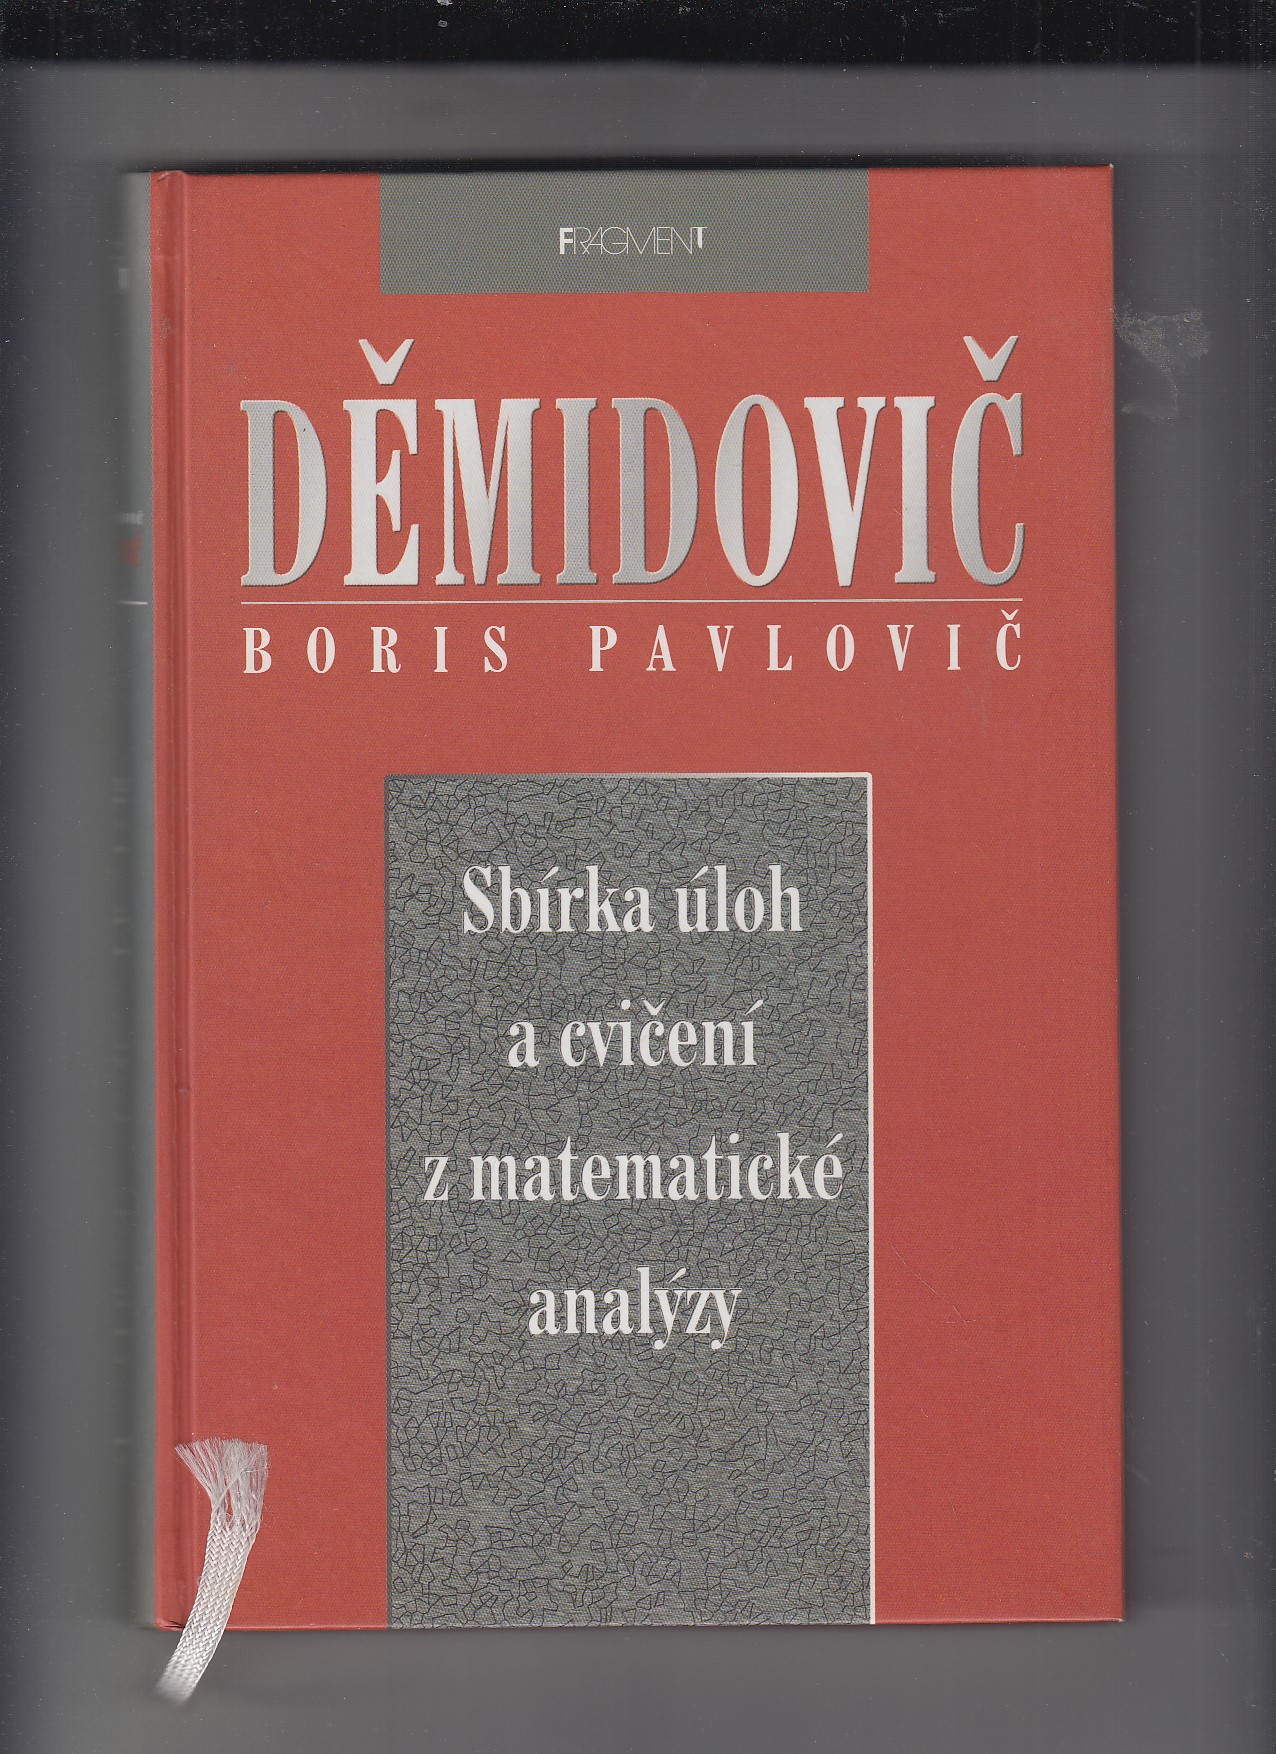 FRAGMENT
DĚMIDOVIČ
BORIS PAVLOVIČ
Sbírka úloh
a cvičení
z matematické
analýzy